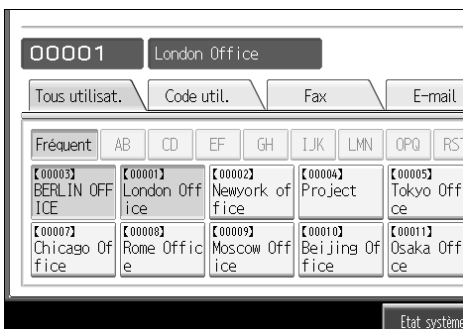 00001 London Office
Tous utilisat. Code util. Fax E-mail
Fréquent AB CD EF GH IJK LMN OPQ RST
【00003】 【00001】 【00002】 【00004】 【00005】
BERLIN OFF London Off Newyork of Project Tokyo Off
ICE ice fice ce
【00007】 【00008】 【00009】 【00010】 【00011】
Chicago Of Rome Offic Moscow Off Beijing Of Osaka Off
fice e ice fice ce
Etat système